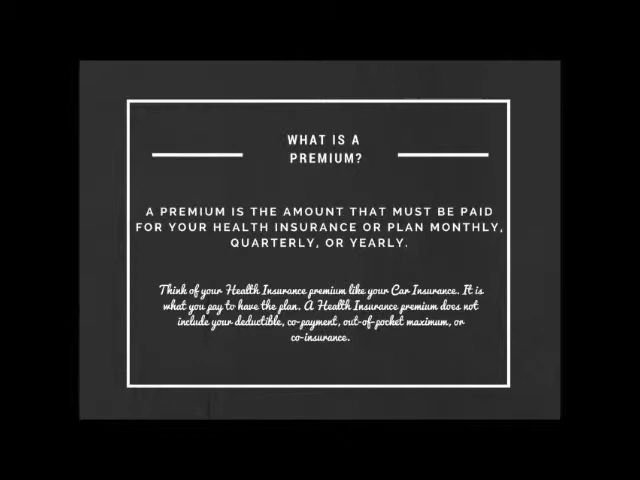 WHAT IS A
PREMIUM?
A PREMIUM IS THE AMOUNT THAT MUST BE PAID
FOR YOUR HEALTH INSURANCE OR PLAN MONTHLY,
QUARTERLY, OR YEARLY.
Think of your Health Insurance premium like your Car Insurance. It is
what you pay to have the plan. A Health Insurance premium does not
include your deductible, co-payment, out-of-pocket maximum, or
co-insurance.